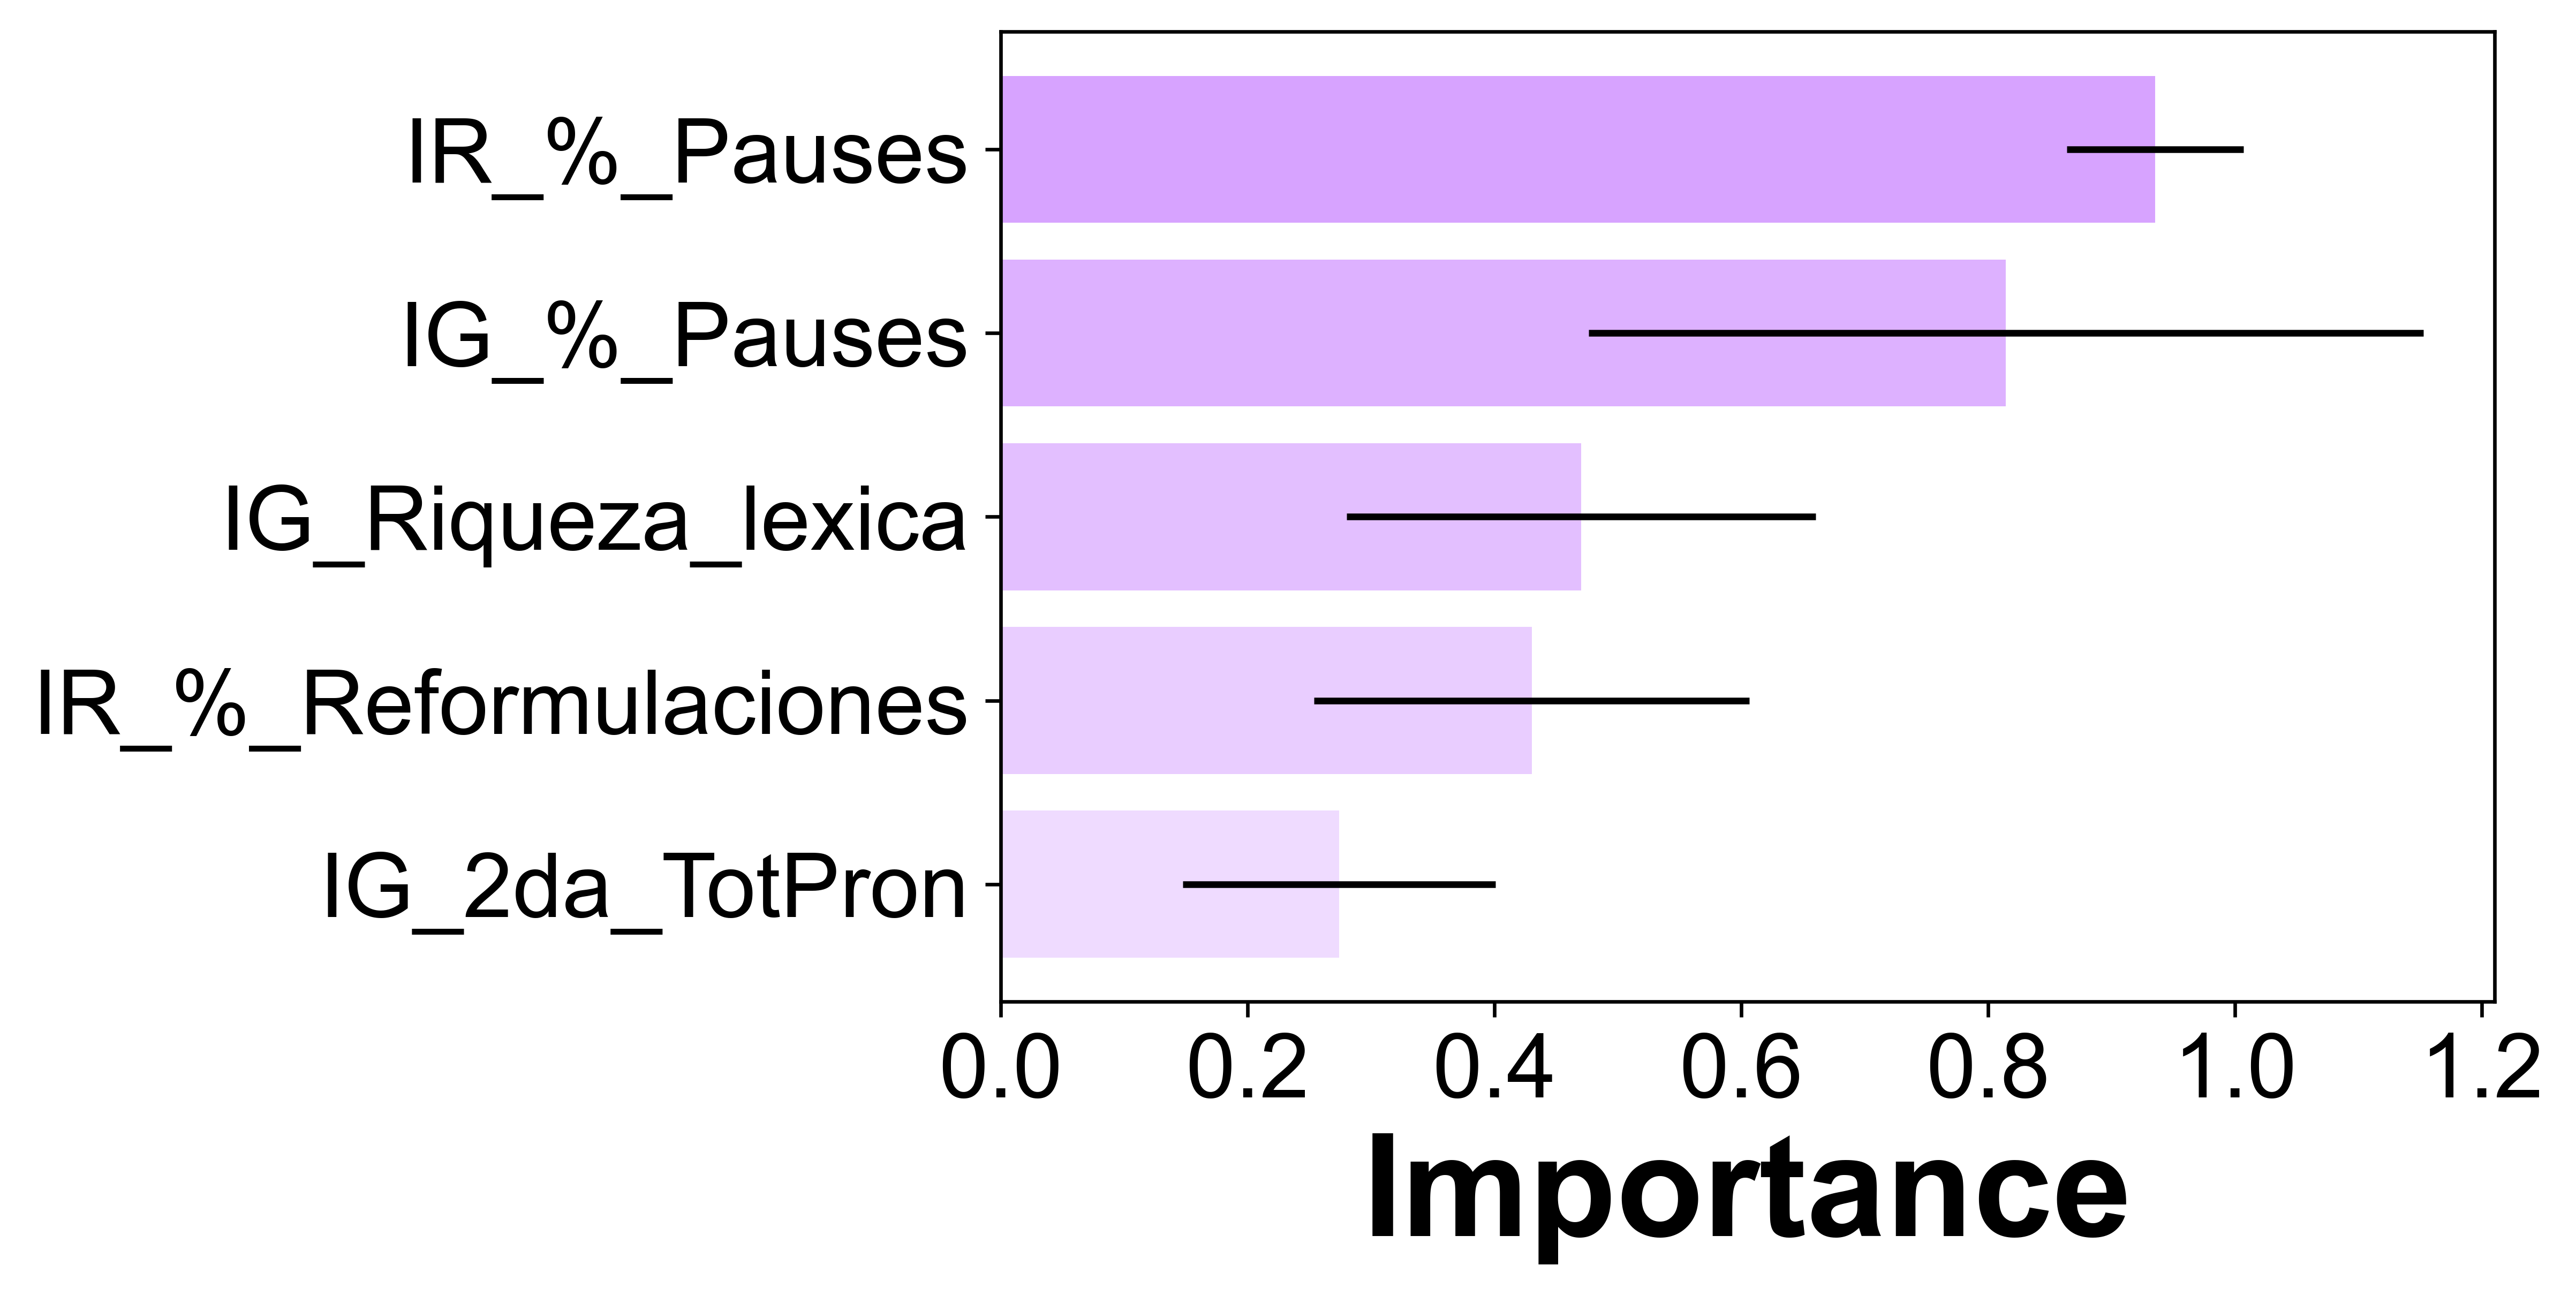 IR_%_Pauses
IG_%_Pauses
IG_Riqueza_lexica
IR_%_Reformulaciones
IG_2da_TotPron
0.0 0.2 0.4 0.6 0.8 1.0 1.2
Importance